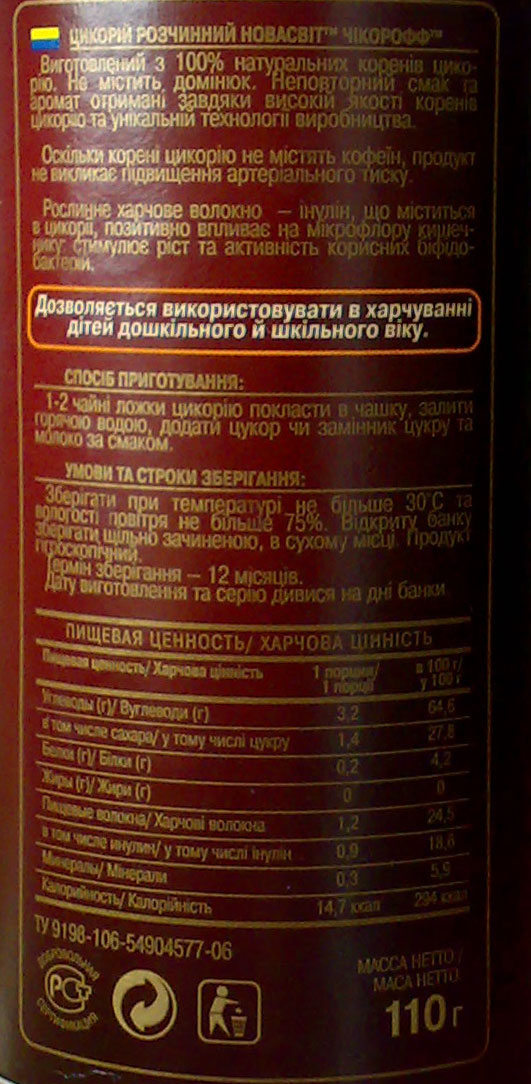 ЦИКОРІЙ РОЗЧИННИЙ НОВАСВІТ™ ЧІКОРОФФ™
Виготовлений з 100% натуральних коренів цико-
рію. Не містить домінюк. Неповторний смак та
аромат отримані завдяки високій якості коренів
цикорію та унікальній технології виробництва.
Оскільки корені цикорію не містять кофеїн, продукт
не викликає підвищення артеріального тиску.
Рослинне харчове волокно – інулін, що міститься
в цикорії, позитивно впливає на мікрофлору кишеч-
нику: стимулює ріст та активність корисних біфідо-
бактерій.
Дозволяється використовувати в харчуванні
дітей дошкільного й шкільного віку.
СПОСІБ ПРИГОТУВАННЯ:
1-2 чайні ложки цикорію покласти в чашку, залити
горячою водою, додати цукор чи замінник цукру та
молоко за смаком.
УМОВИ ТА СТРОКИ ЗБЕРІГАННЯ:
Зберігати при температурі не більше 30°С та
вологості повітря не більше 75%. Відкриту банку
зберігати щільно зачиненою, в сухому місці. Продукт
гігроскопічний.
Термін зберігання – 12 місяців.
Дату виготовлення та серію дивися на дні банки.
ПИЩЕВАЯ ЦЕННОСТЬ/ ХАРЧОВА ЦІННІСТЬ
Пищевая ценность/ Харчова цінність 1 порции/ 1 порції в 100 г/ у 100 г
Углеводы (г)/ Вуглеводи (г) 3,2 64,6
в том числе сахара/ у тому числі цукру 1,4 27,8
Белки (г)/ Білки (г) 0,2 4,2
Жиры (г)/ Жири (г) 0 0
Пищевые волокна/ Харчові волокна 1,2 24,5
в том числе инулин/ у тому числі інулін 0,9 18,6
Минералы/ Мінерали 0,3 5,9
Калорийность/ Калорійність 14,7 ккал 294 ккал
ТУ 9198-106-54904577-06
ДОБРОВОЛЬНАЯ
РСТ
СЕРТИФИКАЦИЯ
МАССА НЕТТО/
МАСА НЕТТО
110 г